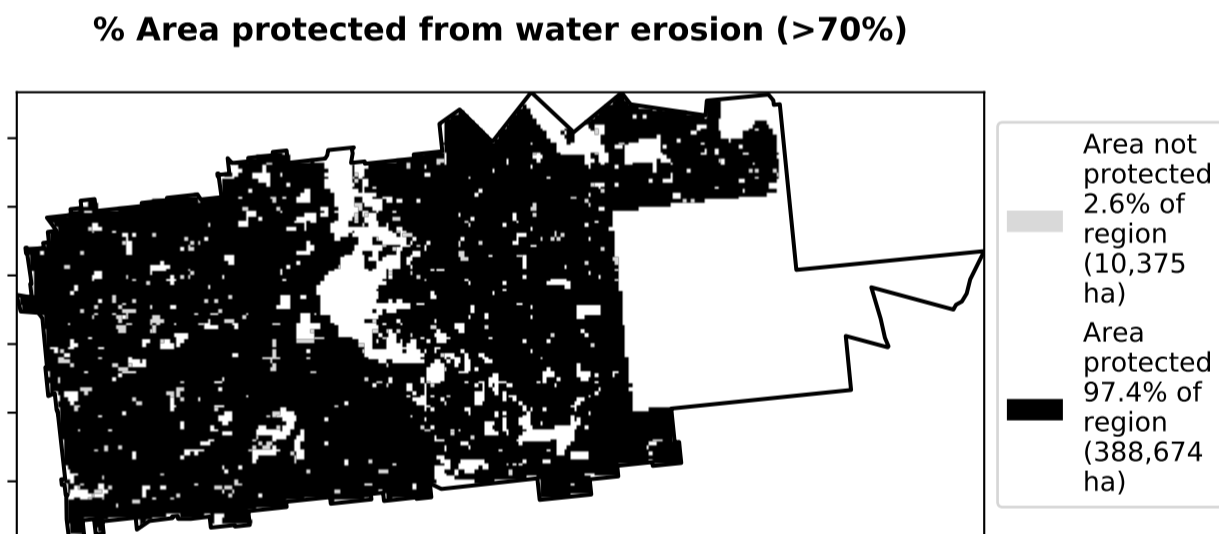 % Area protected from water erosion (>70%)
Area not
protected
2.6% of
region
(10,375
ha)
Area
protected
97.4% of
region
(388,674
ha)